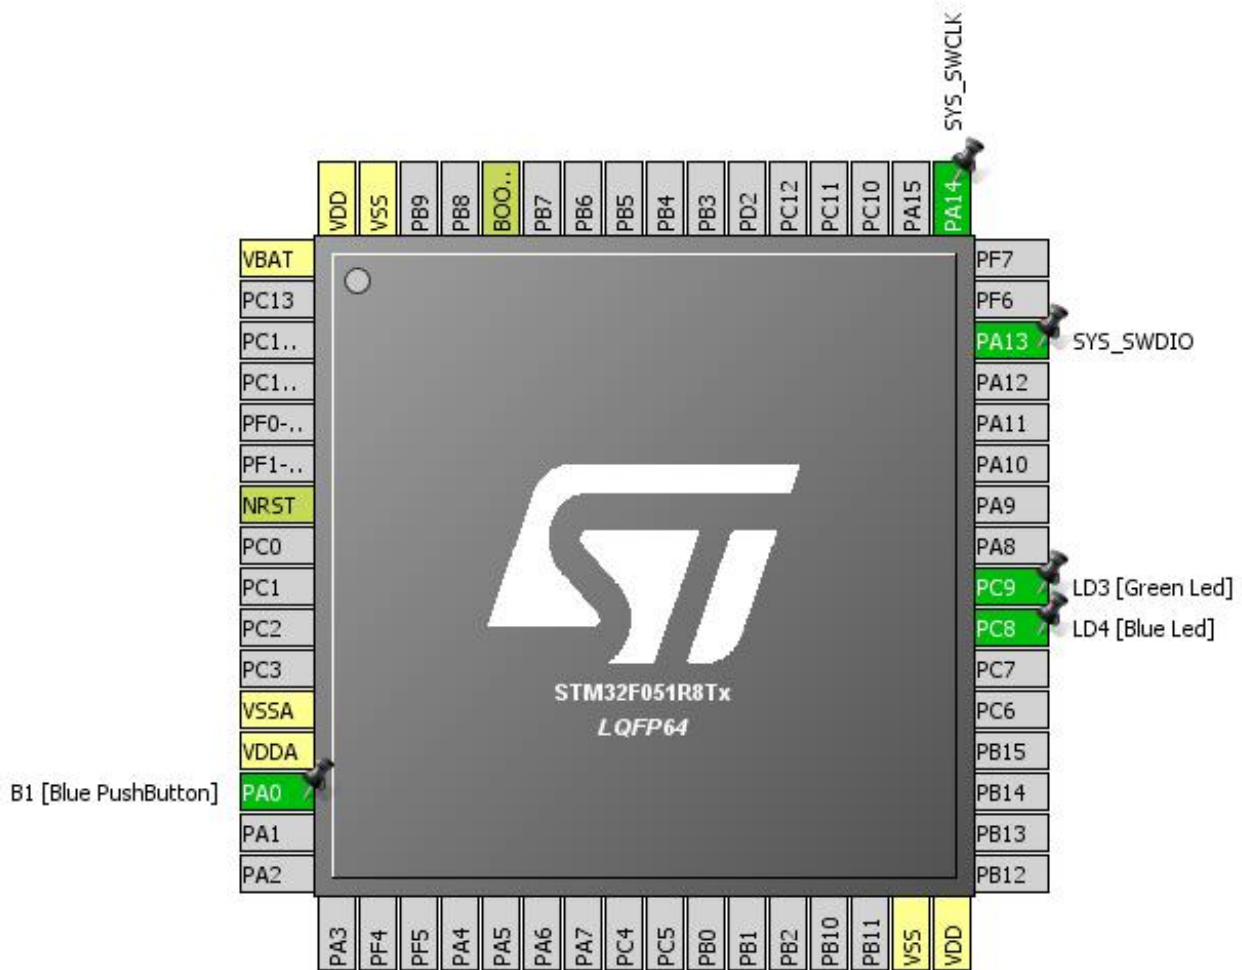 SYS_SWCLK
VDD
VSS
PB9
PB8
BOO..
PB7
PB6
PB5
PB4
PB3
PD2
PC12
PC11
PC10
PA15
PA14
VBAT
PC13
PC1..
PC1..
PF0-..
PF1-..
NRST
PC0
PC1
PC2
PC3
VSSA
VDDA
B1 [Blue PushButton] PA0
PA1
PA2
ST
STM32F051R8Tx
LQFP64
PF7
PF6
PA13 SYS_SWDIO
PA12
PA11
PA10
PA9
PA8
PC9 LD3 [Green Led]
PC8 LD4 [Blue Led]
PC7
PC6
PB15
PB14
PB13
PB12
PA3
PF4
PF5
PA4
PA5
PA6
PA7
PC4
PC5
PB0
PB1
PB2
PB10
PB11
VSS
VDD